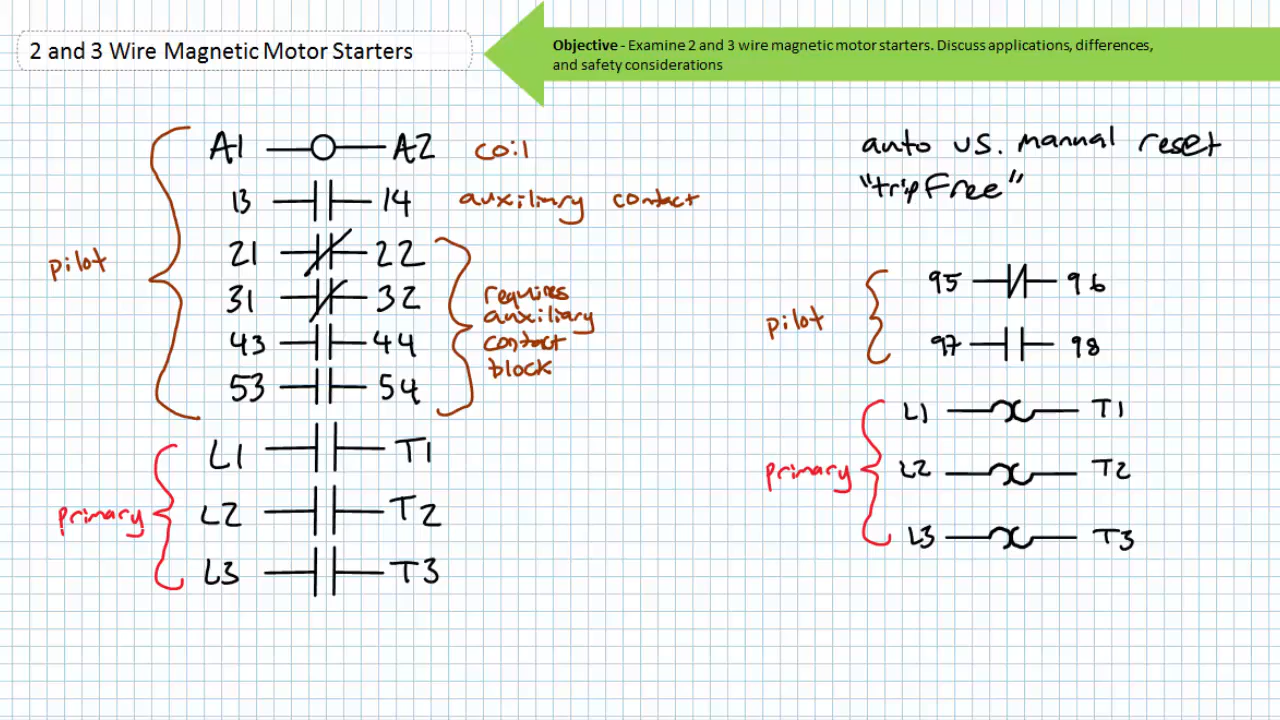 2 and 3 Wire Magnetic Motor Starters
Objective - Examine 2 and 3 wire magnetic motor starters. Discuss applications, differences,
and safety considerations
pilot
A1 A2 coil
13 14 auxiliary contact
21 22
31 32
43 44
53 54
requires
auxiliary
contact
block
primary
L1 T1
L2 T2
L3 T3
auto vs. manual reset
"trip Free"
pilot
95 96
97 98
primary
L1 T1
L2 T2
L3 T3